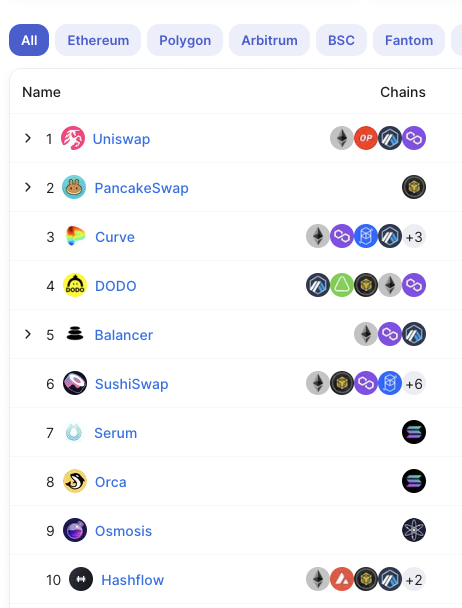 All Ethereum Polygon Arbitrum BSC Fantom
Name Chains
1 Uniswap OP
2 PancakeSwap
3 Curve +3
4 DODO DODO
5 Balancer
6 SushiSwap +6
7 Serum
8 Orca
9 Osmosis
10 Hashflow +2